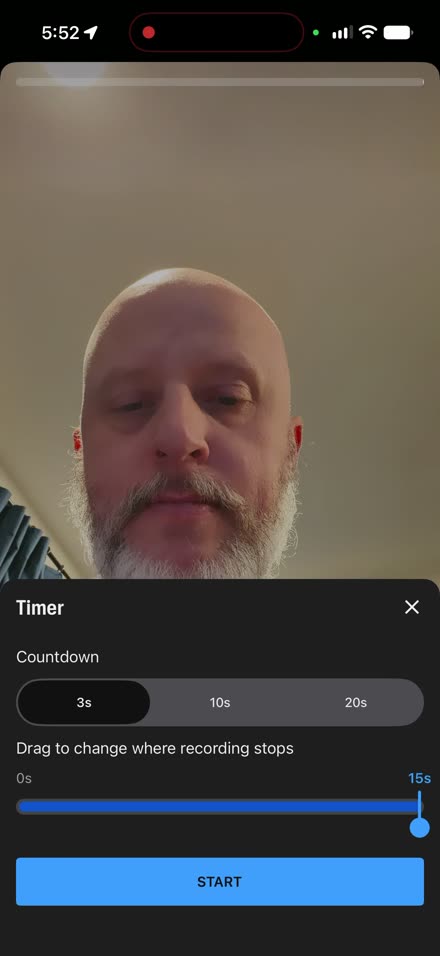 5:52
Timer
Countdown
3s 10s 20s
Drag to change where recording stops
0s 15s
START